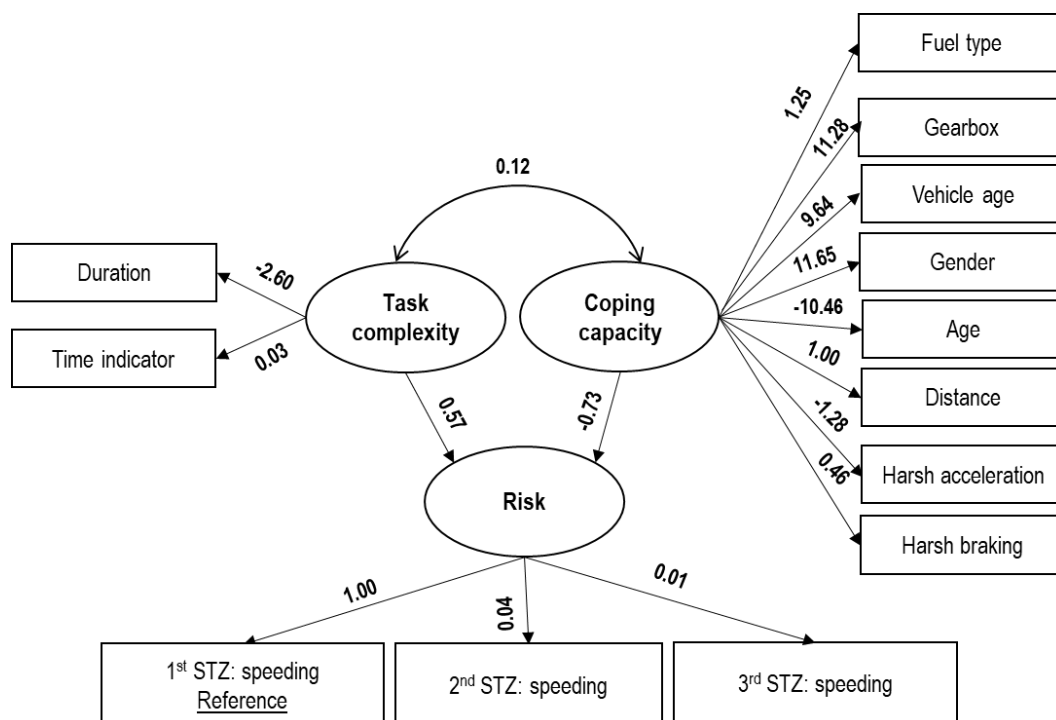 Fuel type
1.25
Gearbox
11.28
Vehicle age
9.64
Gender
11.65
Age
-10.46
Distance
1.00
Harsh acceleration
-1.28
Harsh braking
0.46
0.12
Duration
-2.60
Time indicator
0.03
Task
complexity
Coping
capacity
0.57
-0.73
Risk
1.00
0.04
0.01
1st STZ: speeding
Reference
2nd STZ: speeding
3rd STZ: speeding